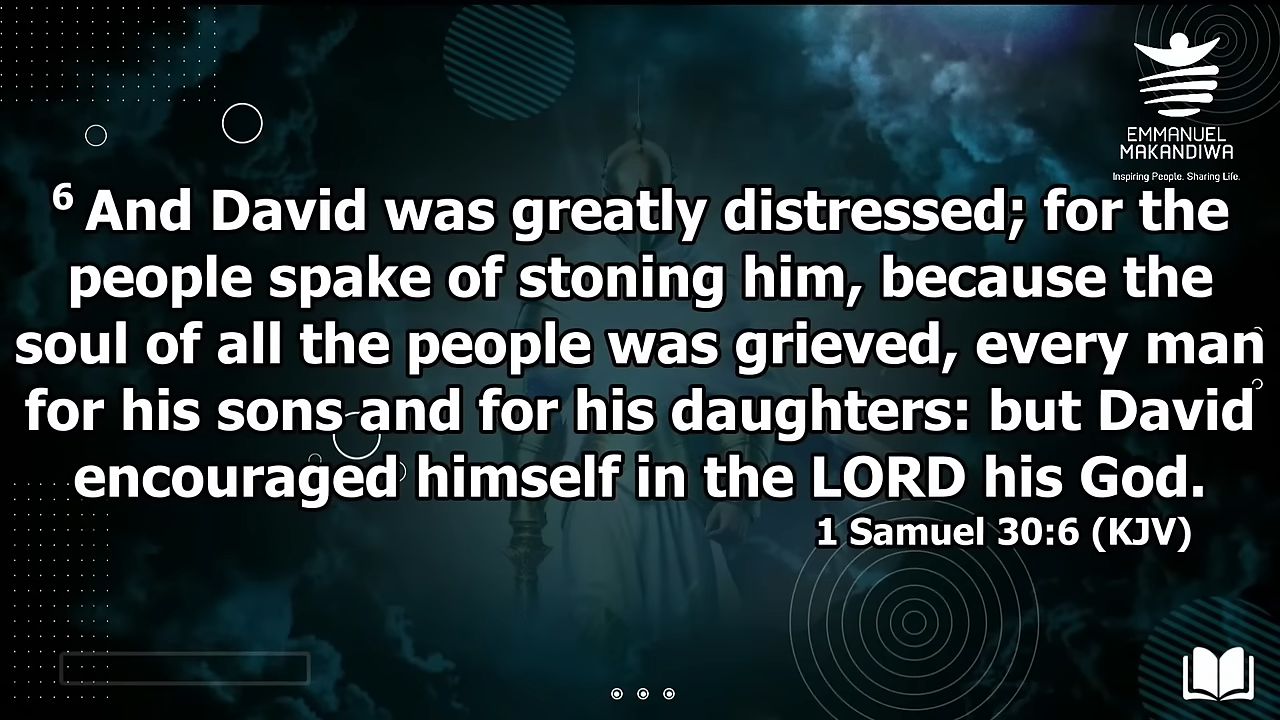 EMMANUEL
MAKANDIWA
Inspiring People. Sharing Life.
6 And David was greatly distressed; for the
people spake of stoning him, because the
soul of all the people was grieved, every man
for his sons and for his daughters: but David
encouraged himself in the LORD his God.
1 Samuel 30:6 (KJV)